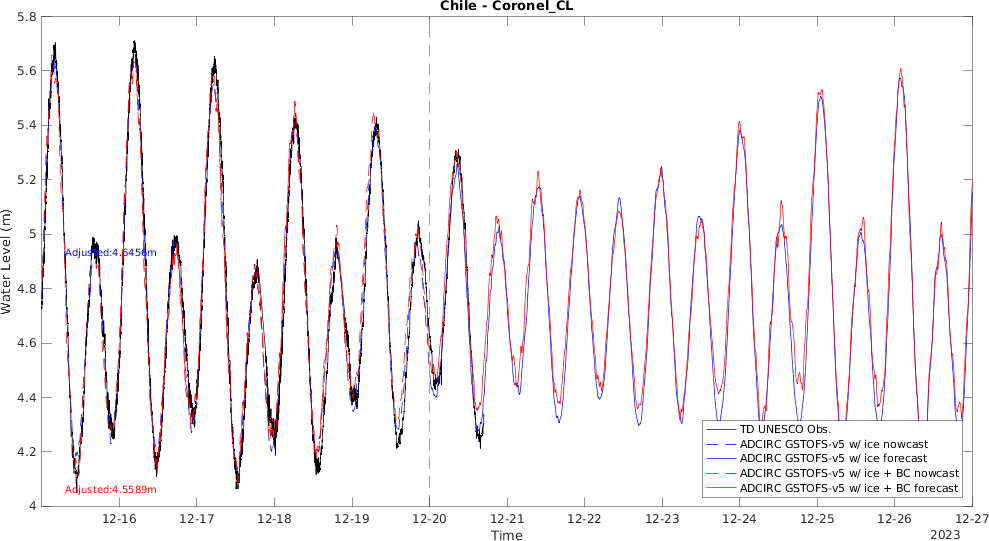 Chile - Coronel_CL
5.8
5.6
5.4
5.2
5
4.8
4.6
4.4
4.2
4
Water Level (m)
Adjusted:4.6456m
Adjusted:4.5589m
TD UNESCO Obs.
ADCIRC GSTOFS-v5 w/ ice nowcast
ADCIRC GSTOFS-v5 w/ ice forecast
ADCIRC GSTOFS-v5 w/ ice + BC nowcast
ADCIRC GSTOFS-v5 w/ ice + BC forecast
12-16 12-17 12-18 12-19 12-20 12-21 12-22 12-23 12-24 12-25 12-26 12-27
Time
2023